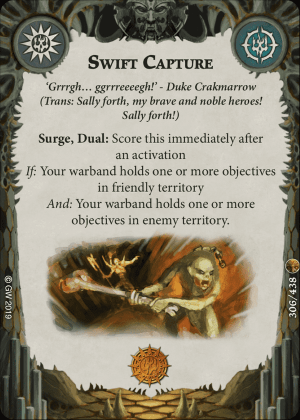 SWIFT CAPTURE
'Grrrgh... ggrrreeeegh!' - Duke Crakmarrow
(Trans: Sally forth, my brave and noble heroes!
Sally forth!)
Surge, Dual: Score this immediately after
an activation
If: Your warband holds one or more objectives
in friendly territory
And: Your warband holds one or more
objectives in enemy territory.
© GW 2019
306/438